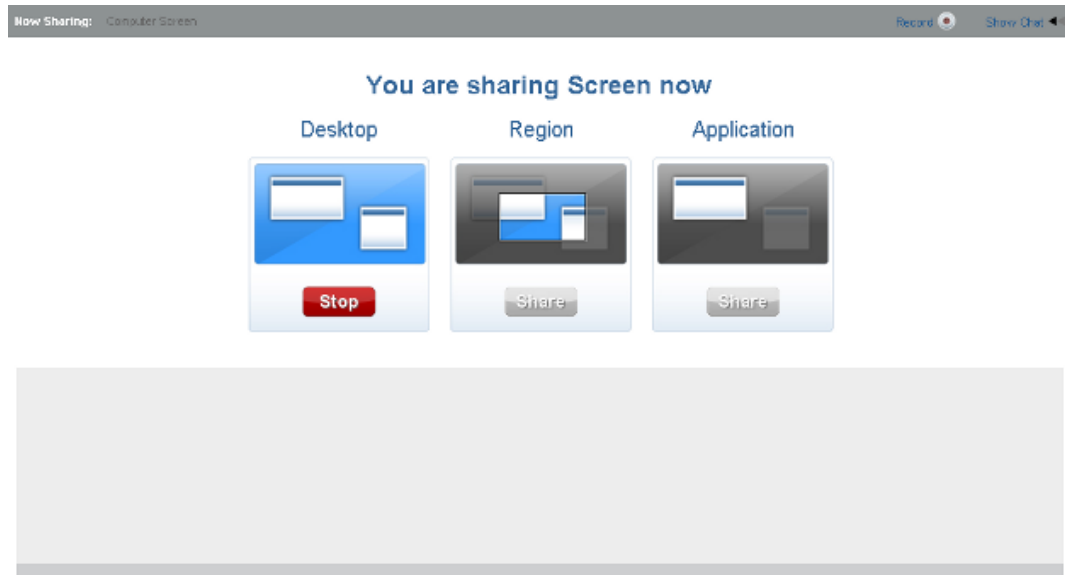 Now Sharing: Computer Screen Record Show Chat
You are sharing Screen now
Desktop Region Application
Stop Share Share